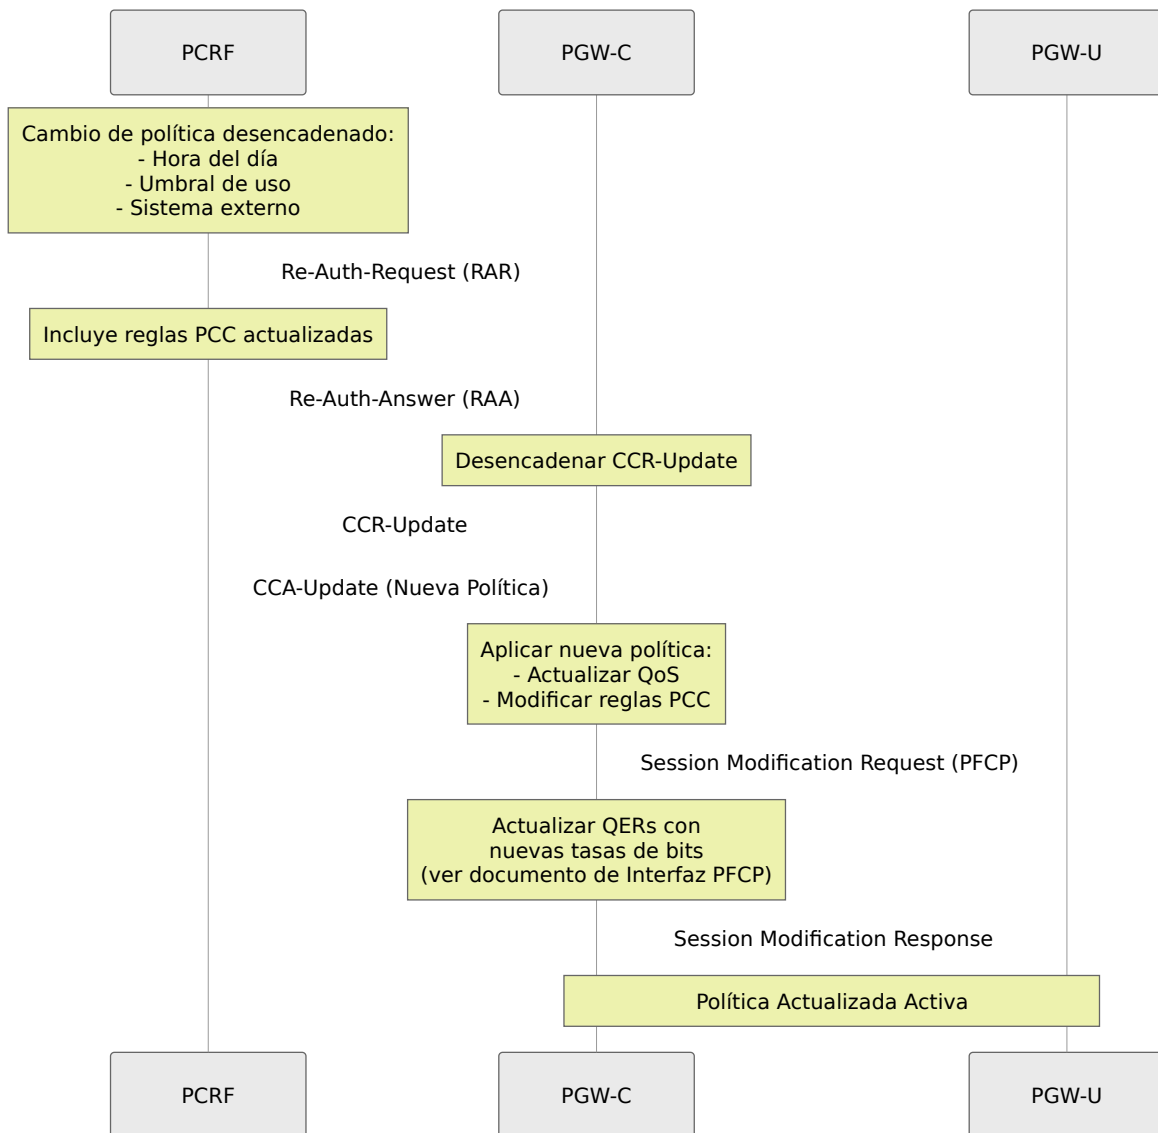 PCRF
PGW-C
PGW-U
Cambio de política desencadenado:
- Hora del día
- Umbral de uso
- Sistema externo
Re-Auth-Request (RAR)
Incluye reglas PCC actualizadas
Re-Auth-Answer (RAA)
Desencadenar CCR-Update
CCR-Update
CCA-Update (Nueva Política)
Aplicar nueva política:
- Actualizar QoS
- Modificar reglas PCC
Session Modification Request (PFCP)
Actualizar QERs con
nuevas tasas de bits
(ver documento de Interfaz PFCP)
Session Modification Response
Política Actualizada Activa
PCRF
PGW-C
PGW-U